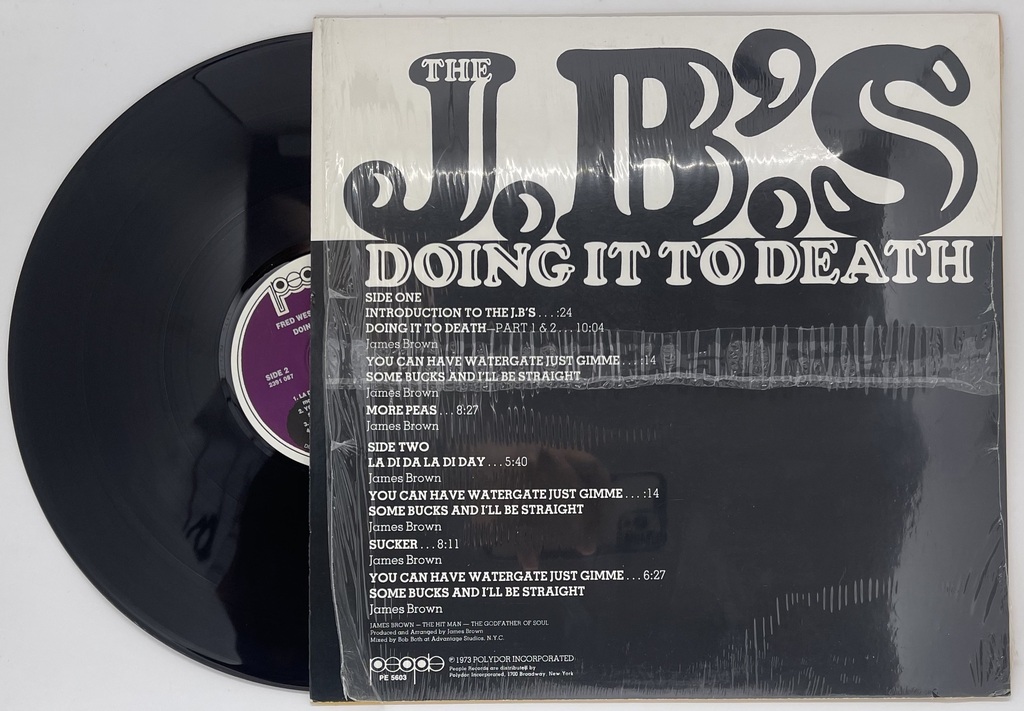 THE
J.B.'S
DOING IT TO DEATH
SIDE ONE
INTRODUCTION TO THE J.B'S . . . :24
DOING IT TO DEATH—PART 1 & 2 . . . 10:04
James Brown
YOU CAN HAVE WATERGATE JUST GIMME . . . :14
SOME BUCKS AND I'LL BE STRAIGHT
James Brown
MORE PEAS . . . 8:27
James Brown
SIDE TWO
LA DI DA LA DI DAY . . . 5:40
James Brown
YOU CAN HAVE WATERGATE JUST GIMME . . . :14
SOME BUCKS AND I'LL BE STRAIGHT
James Brown
SUCKER . . . 8:11
James Brown
YOU CAN HAVE WATERGATE JUST GIMME . . . 6:27
SOME BUCKS AND I'LL BE STRAIGHT
James Brown
JAMES BROWN — THE HIT MAN — THE GODFATHER OF SOUL
Produced and Arranged by James Brown
Mixed by Bob Both at Advantage Studios, N.Y.C.
people
PE 5603
℗ 1973 POLYDOR INCORPORATED
People Records are distributed by
Polydor Incorporated, 1700 Broadway, New York
peop
FRED WES
DOIN
SIDE 2
2391 087